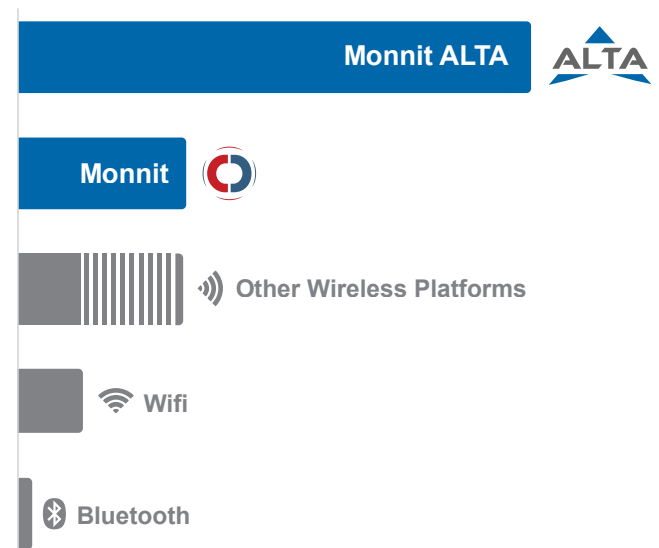 Monnit ALTA
ALTA
Monnit
Other Wireless Platforms
Wifi
Bluetooth